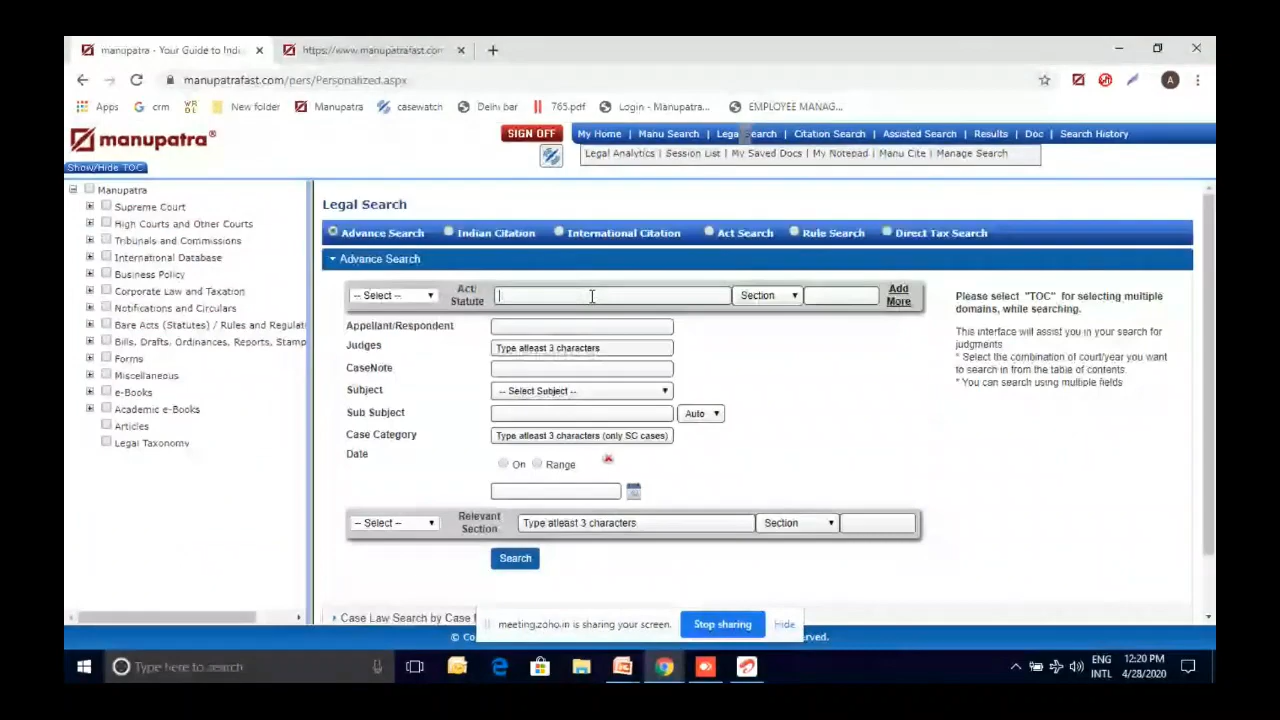 manupatra - Your Guide to Indi
https://www.manupatrafast.com
manupatrafast.com/pers/Personalized.aspx
A
Apps
crm
New folder
Manupatra
casewatch
Delhi bar
765.pdf
Login - Manupatra...
EMPLOYEE MANAG...
manupatra®
SIGN OFF
My Home | Manu Search | Legal Search | Citation Search | Assisted Search | Results | Doc | Search History
Legal Analytics | Session List | My Saved Docs | My Notepad | Manu Cite | Manage Search
Show/Hide TOC
Manupatra
Supreme Court
High Courts and Other Courts
Tribunals and Commissions
International Database
Business Policy
Corporate Law and Taxation
Notifications and Circulars
Bare Acts (Statutes) / Rules and Regulat
Bills, Drafts, Ordinances, Reports, Stamp
Forms
Miscellaneous
e-Books
Academic e-Books
Articles
Legal Taxonomy
Legal Search
Advance Search Indian Citation International Citation Act Search Rule Search Direct Tax Search
Advance Search
-- Select -- Act/ Statute Section Add More
Appellant/Respondent
Judges Type atleast 3 characters
CaseNote
Subject -- Select Subject --
Sub Subject Auto
Case Category Type atleast 3 characters (only SC cases)
Date
On Range
-- Select -- Relevant Section Type atleast 3 characters Section
Search
Please select "TOC" for selecting multiple
domains, while searching.
This interface will assist you in your search for
judgments
* Select the combination of court/year you want
to search in from the table of contents.
* You can search using multiple fields
Case Law Search by Case
meeting.zoho.in is sharing your screen. Stop sharing Hide
© Co
erved.
Type here to search
ENG
INTL
12:20 PM
4/28/2020